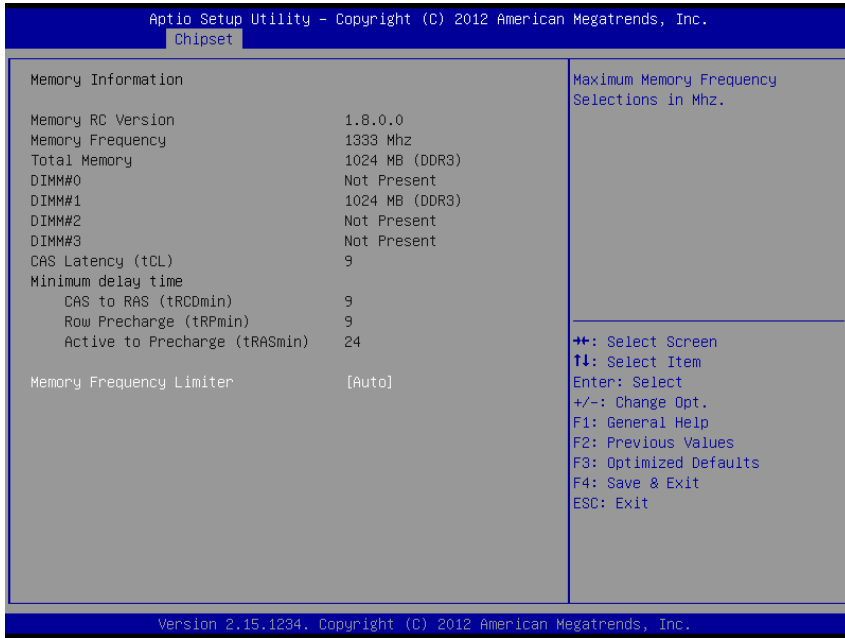 Aptio Setup Utility – Copyright (C) 2012 American Megatrends, Inc.
Chipset
Memory Information
Memory RC Version 1.8.0.0
Memory Frequency 1333 Mhz
Total Memory 1024 MB (DDR3)
DIMM#0 Not Present
DIMM#1 1024 MB (DDR3)
DIMM#2 Not Present
DIMM#3 Not Present
CAS Latency (tCL) 9
Minimum delay time
CAS to RAS (tRCDmin) 9
Row Precharge (tRPmin) 9
Active to Precharge (tRASmin) 24
Memory Frequency Limiter [Auto]
Maximum Memory Frequency
Selections in Mhz.
→←: Select Screen
↑↓: Select Item
Enter: Select
+/-: Change Opt.
F1: General Help
F2: Previous Values
F3: Optimized Defaults
F4: Save & Exit
ESC: Exit
Version 2.15.1234. Copyright (C) 2012 American Megatrends, Inc.